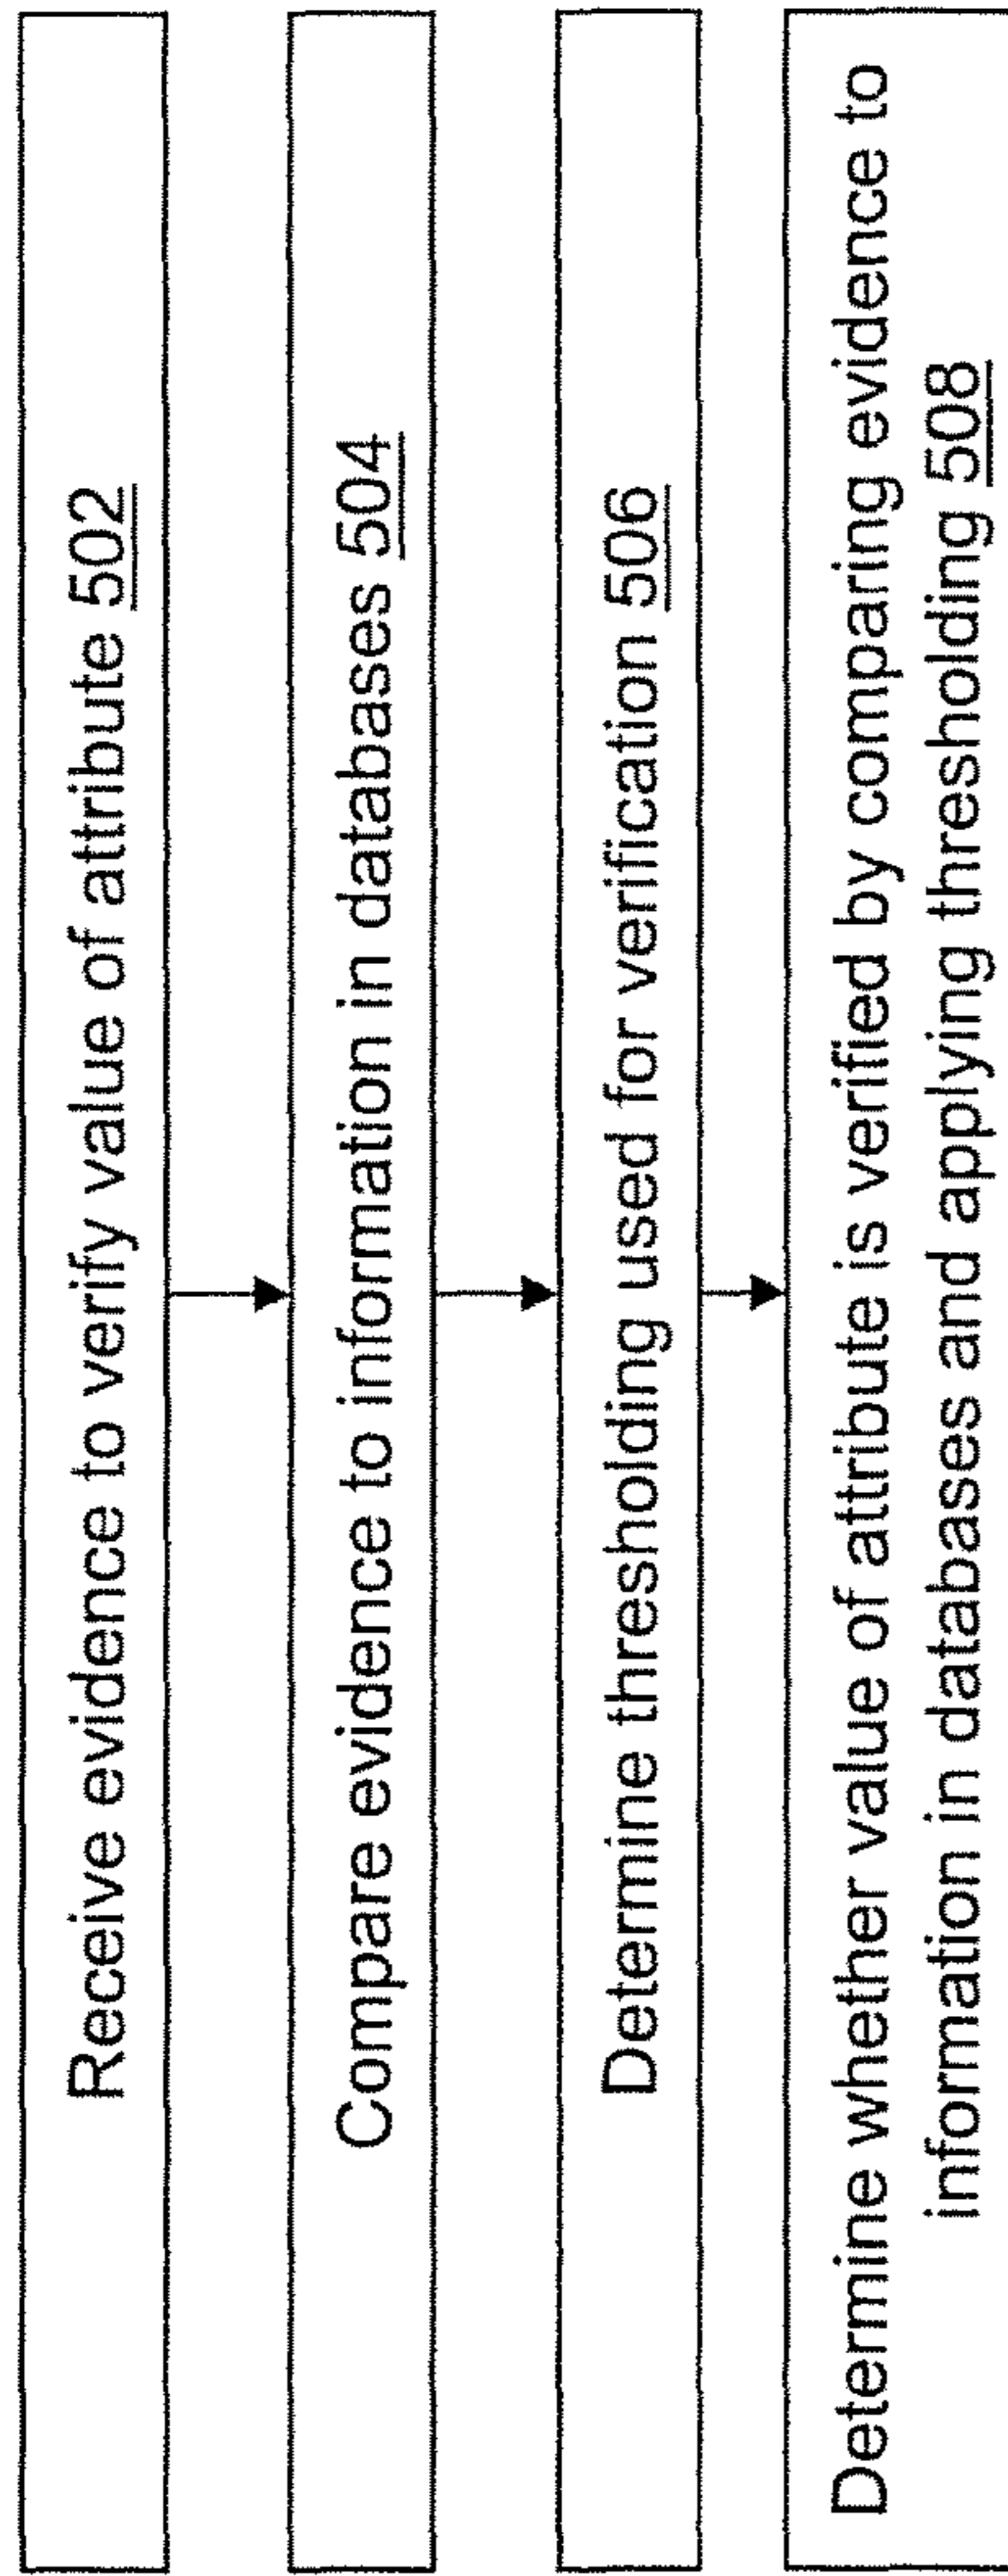 Receive evidence to verify value of attribute 502
Compare evidence to information in databases 504
Determine thresholding used for verification 506
Determine whether value of attribute is verified by comparing evidence to
information in databases and applying thresholding 508